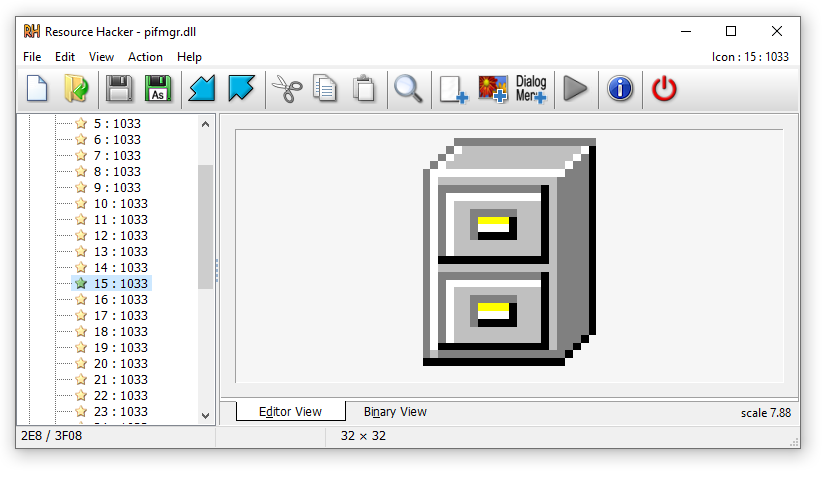 RH Resource Hacker - pifmgr.dll
File Edit View Action Help Icon : 15 : 1033
As Dialog
Menu
5 : 1033
6 : 1033
7 : 1033
8 : 1033
9 : 1033
10 : 1033
11 : 1033
12 : 1033
13 : 1033
14 : 1033
15 : 1033
16 : 1033
17 : 1033
18 : 1033
19 : 1033
20 : 1033
21 : 1033
22 : 1033
23 : 1033
Editor View Binary View scale 7.88
2E8 / 3F08 32 × 32